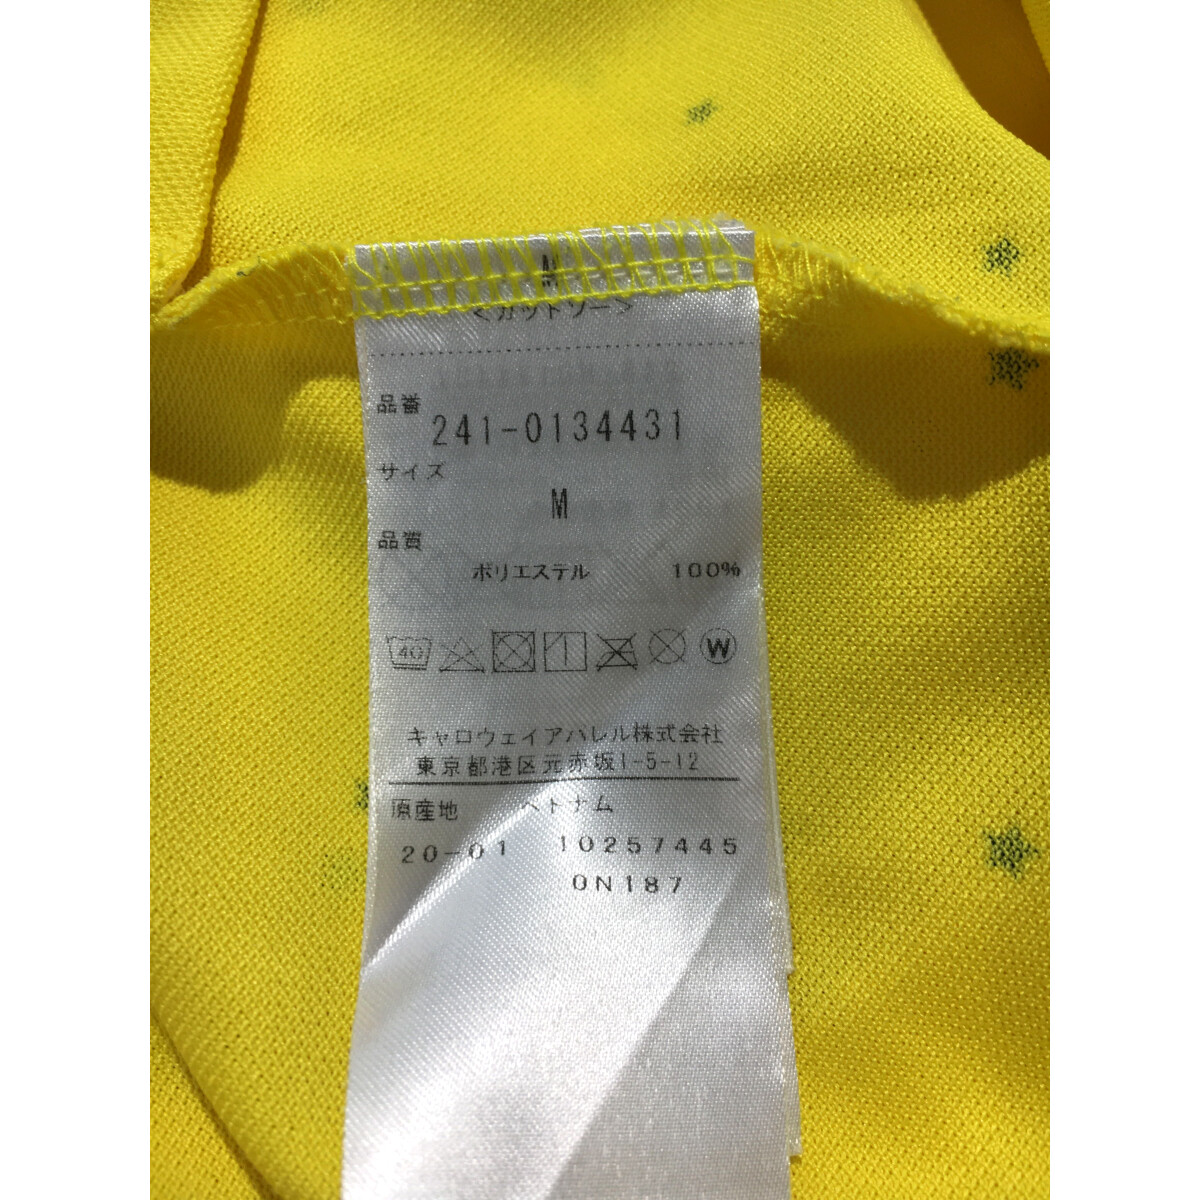 M
<カットソー>
品番
241-0134431
サイズ
M
品質
ポリエステル 100%
40 W
キャロウェイアパレル株式会社
東京都港区元赤坂1-5-12
原産地 ベトナム
20-01 10257445
0N187